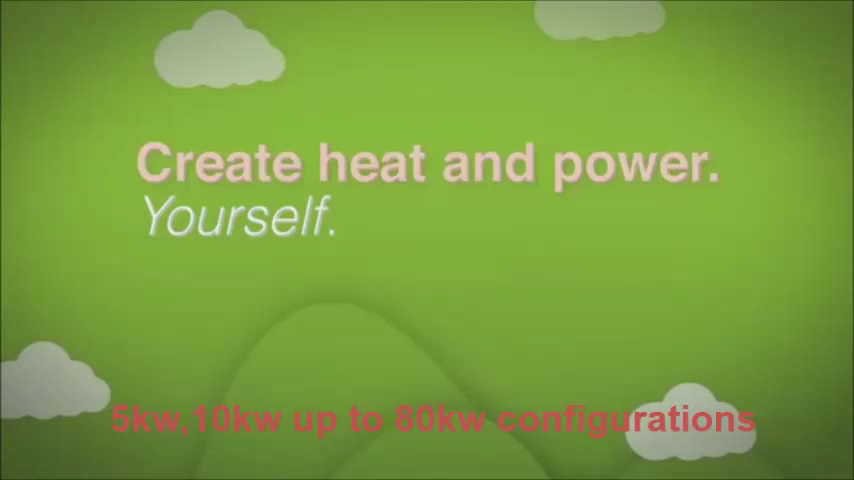 Create heat and power.
Yourself.
5kw,10kw up to 80kw configurations